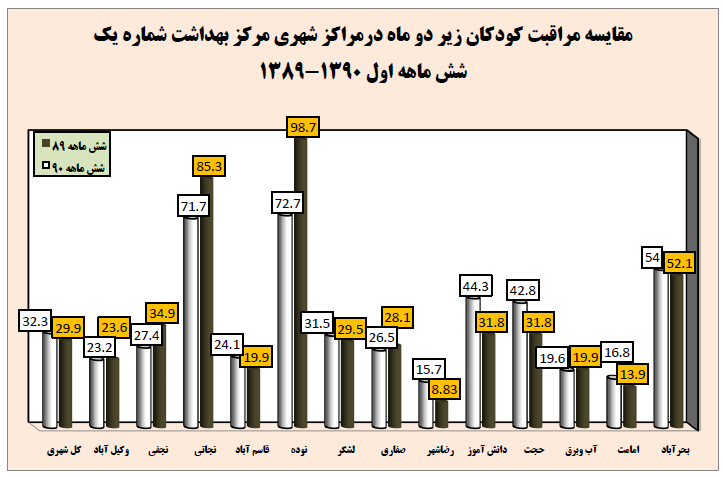 مقایسه مراقبت کودکان زیر دو ماه درمراکز شهری مرکز بهداشت شماره یک
شش ماهه اول ۱۳۹۰-۱۳۸۹
شش ماهه ۸۹
شش ماهه ۹۰
32.3 29.9 23.2 23.6 27.4 34.9 71.7 85.3 24.1 19.9 72.7 98.7 31.5 29.5 26.5 28.1 15.7 8.83 44.3 31.8 42.8 31.8 19.6 19.9 16.8 13.9 54 52.1
بحرآباد امامت آب وبرق حجت دانش آموز رضاشهر صفاری لشکر نوده قاسم آباد نجاتی نجفی وکیل آباد کل شهری